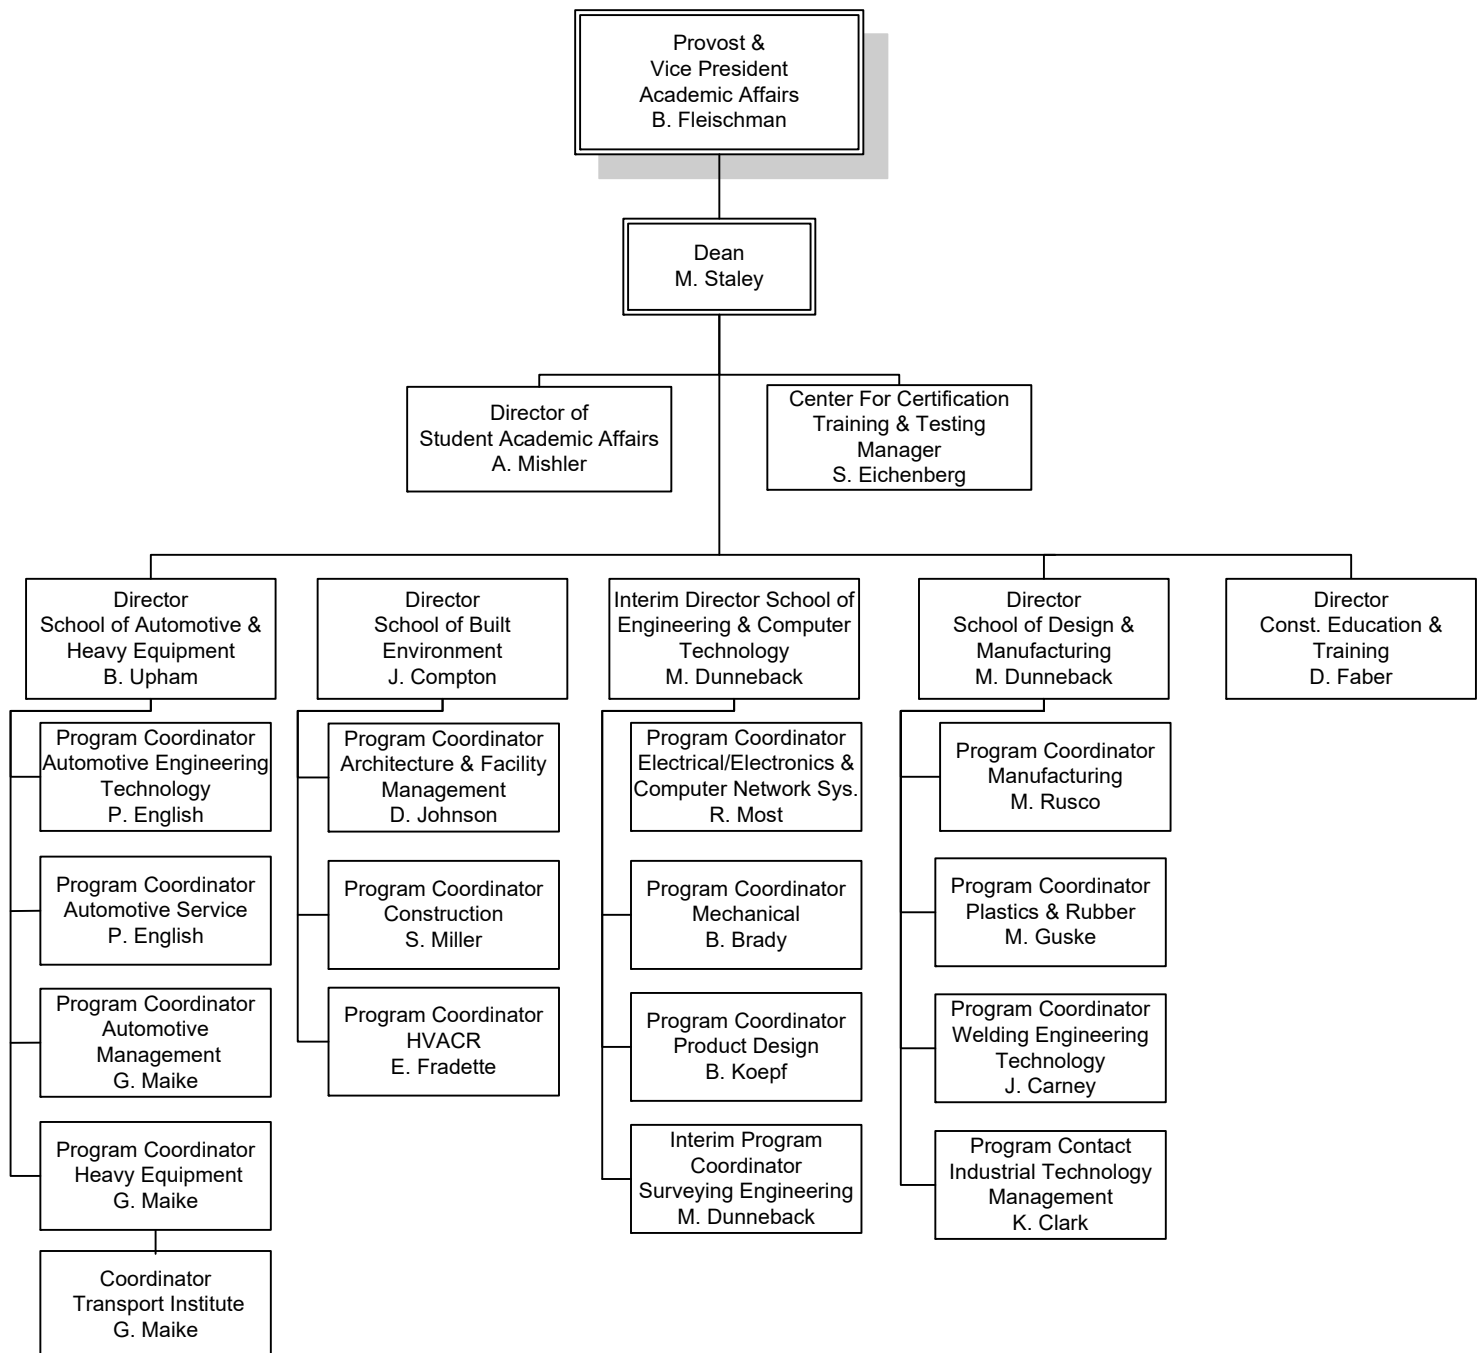 Provost &
Vice President
Academic Affairs
B. Fleischman
Dean
M. Staley
Director of
Student Academic Affairs
A. Mishler
Center For Certification
Training & Testing
Manager
S. Eichenberg
Director
School of Automotive &
Heavy Equipment
B. Upham
Director
School of Built
Environment
J. Compton
Interim Director School of
Engineering & Computer
Technology
M. Dunneback
Director
School of Design &
Manufacturing
M. Dunneback
Director
Const. Education &
Training
D. Faber
Program Coordinator
Automotive Engineering
Technology
P. English
Program Coordinator
Automotive Service
P. English
Program Coordinator
Automotive
Management
G. Maike
Program Coordinator
Heavy Equipment
G. Maike
Coordinator
Transport Institute
G. Maike
Program Coordinator
Architecture & Facility
Management
D. Johnson
Program Coordinator
Construction
S. Miller
Program Coordinator
HVACR
E. Fradette
Program Coordinator
Electrical/Electronics &
Computer Network Sys.
R. Most
Program Coordinator
Mechanical
B. Brady
Program Coordinator
Product Design
B. Koepf
Interim Program
Coordinator
Surveying Engineering
M. Dunneback
Program Coordinator
Manufacturing
M. Rusco
Program Coordinator
Plastics & Rubber
M. Guske
Program Coordinator
Welding Engineering
Technology
J. Carney
Program Contact
Industrial Technology
Management
K. Clark